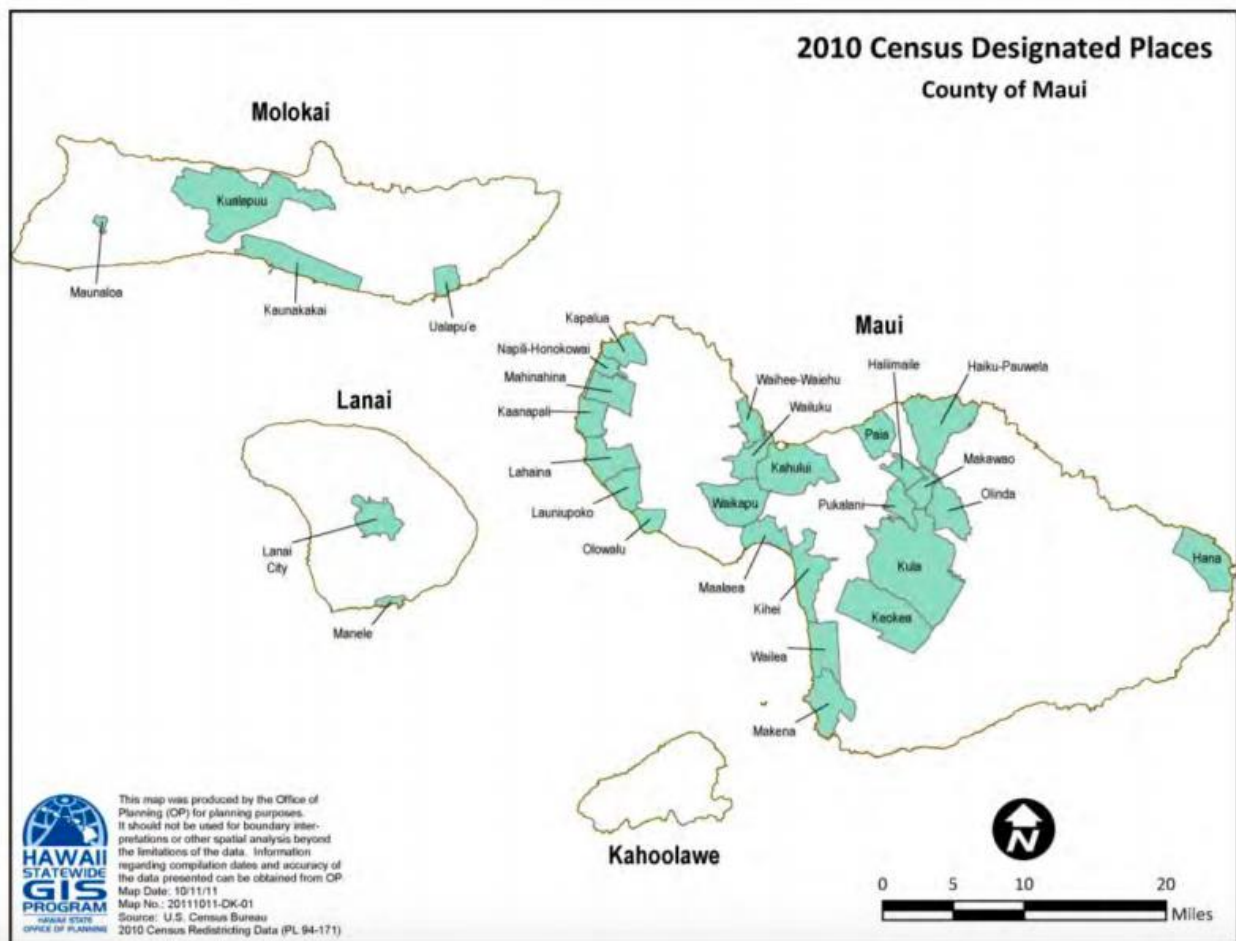 2010 Census Designated Places
County of Maui
Molokai
Kualapuu
Maunaloa
Kaunakakai
Ualapu'e
Kapalua
Napili-Honokowai
Mahinahina
Kaanapali
Lahaina
Launiupoko
Olowalu
Maui
Waihee-Waiehu
Wailuku
Kahului
Waikapu
Maalaea
Kihei
Wailea
Makena
Haliimaile
Haiku-Pauwela
Paia
Makawao
Pukalani
Olinda
Kula
Keokea
Hana
Lanai
Lanai
City
Manele
Kahoolawe
HAWAII
STATEWIDE
GIS
PROGRAM
HAWAII STATE
OFFICE OF PLANNING
This map was produced by the Office of
Planning (OP) for planning purposes.
It should not be used for boundary inter-
pretations or other spatial analysis beyond
the limitations of the data. Information
regarding compilation dates and accuracy of
the data presented can be obtained from OP.
Map Date: 10/11/11
Map No.: 20111011-DK-01
Source: U.S. Census Bureau
2010 Census Redistricting Data (PL 94-171)
N
0 5 10 20
Miles